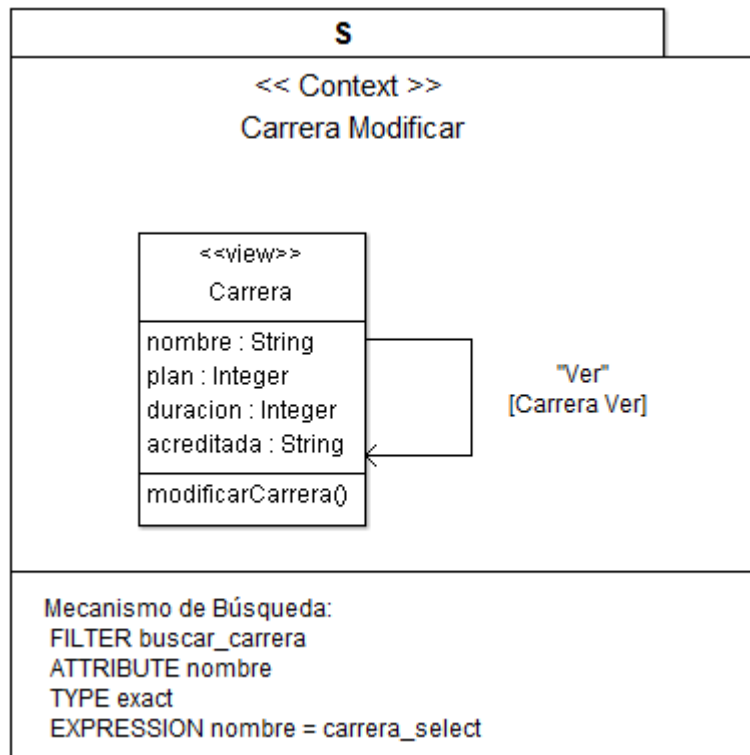 S
<< Context >>
Carrera Modificar
<<view>>
Carrera
nombre : String
plan : Integer
duracion : Integer
acreditada : String
modificarCarrera()
"Ver"
[Carrera Ver]
Mecanismo de Búsqueda:
FILTER buscar_carrera
ATTRIBUTE nombre
TYPE exact
EXPRESSION nombre = carrera_select